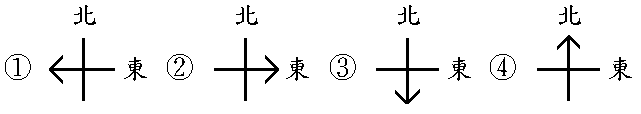 北 北 北 北
① 東 ② 東 ③ 東 ④ 東